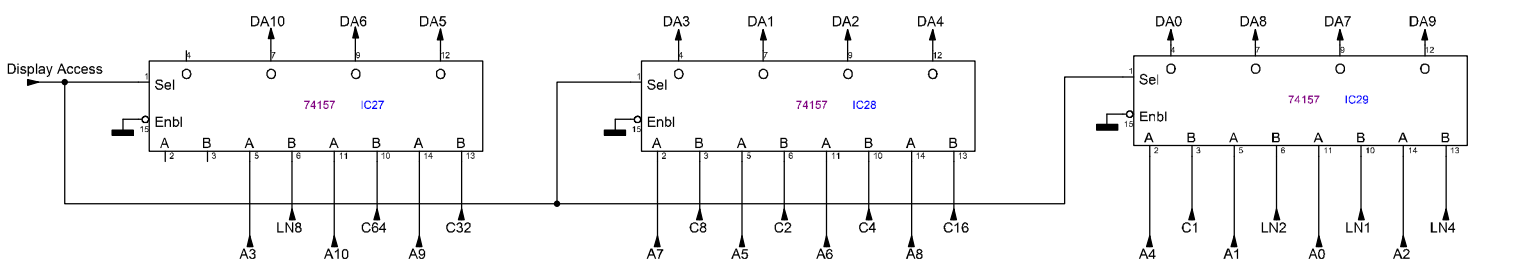 DA10 DA6 DA5 DA3 DA1 DA2 DA4 DA0 DA8 DA7 DA9
4 7 9 12 4 7 9 12 4 7 9 12
Display Access
O O O O O O O O O O O O
1 Sel 1 Sel 1 Sel
74157 IC27 74157 IC28 74157 IC29
15 Enbl 15 Enbl 15 Enbl
A B A B A B A B A B A B A B A B A B A B A B A B
2 3 5 6 11 10 14 13 2 3 5 6 11 10 14 13 2 3 5 6 11 10 14 13
LN8 C64 C32 C8 C2 C4 C16 C1 LN2 LN1 LN4
A3 A10 A9 A7 A5 A6 A8 A4 A1 A0 A2